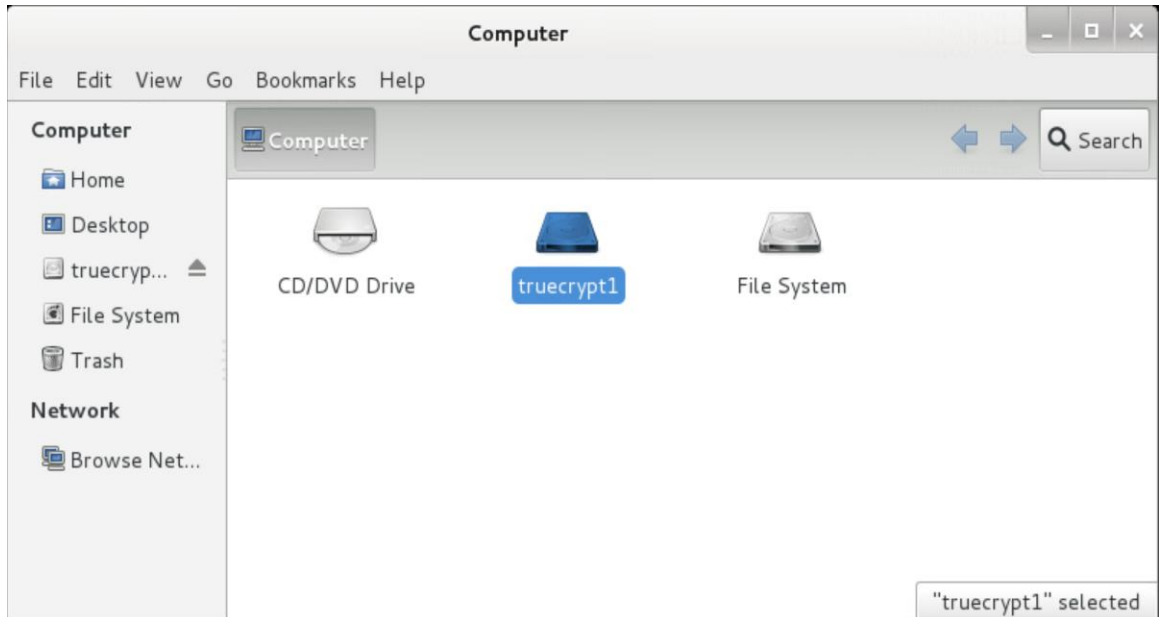 Computer
File Edit View Go Bookmarks Help
Computer
Home
Desktop
truecryp...
File System
Trash
Network
Browse Net...
Computer
Search
CD/DVD Drive
truecrypt1
File System
"truecrypt1" selected